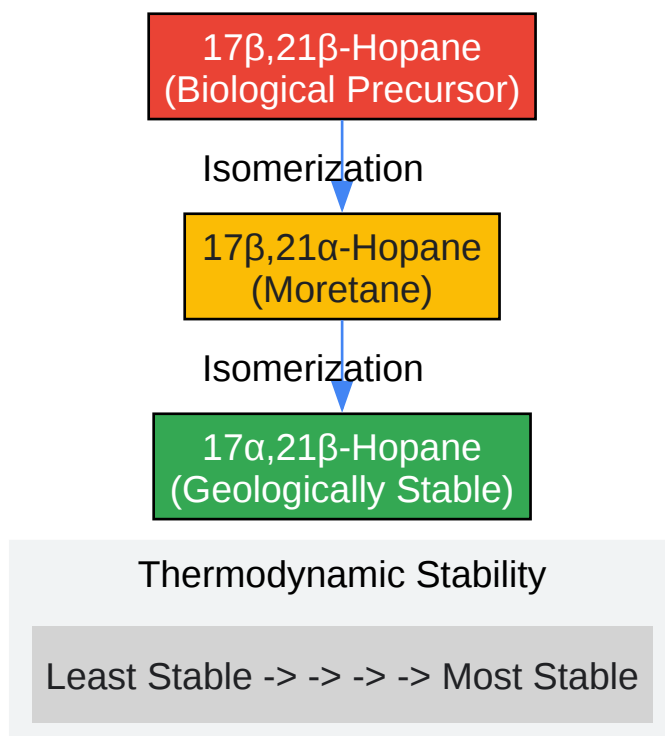 17β,21β-Hopane
(Biological Precursor)
Isomerization
17β,21α-Hopane
(Moretane)
Isomerization
17α,21β-Hopane
(Geologically Stable)
Thermodynamic Stability
Least Stable -> -> -> -> Most Stable